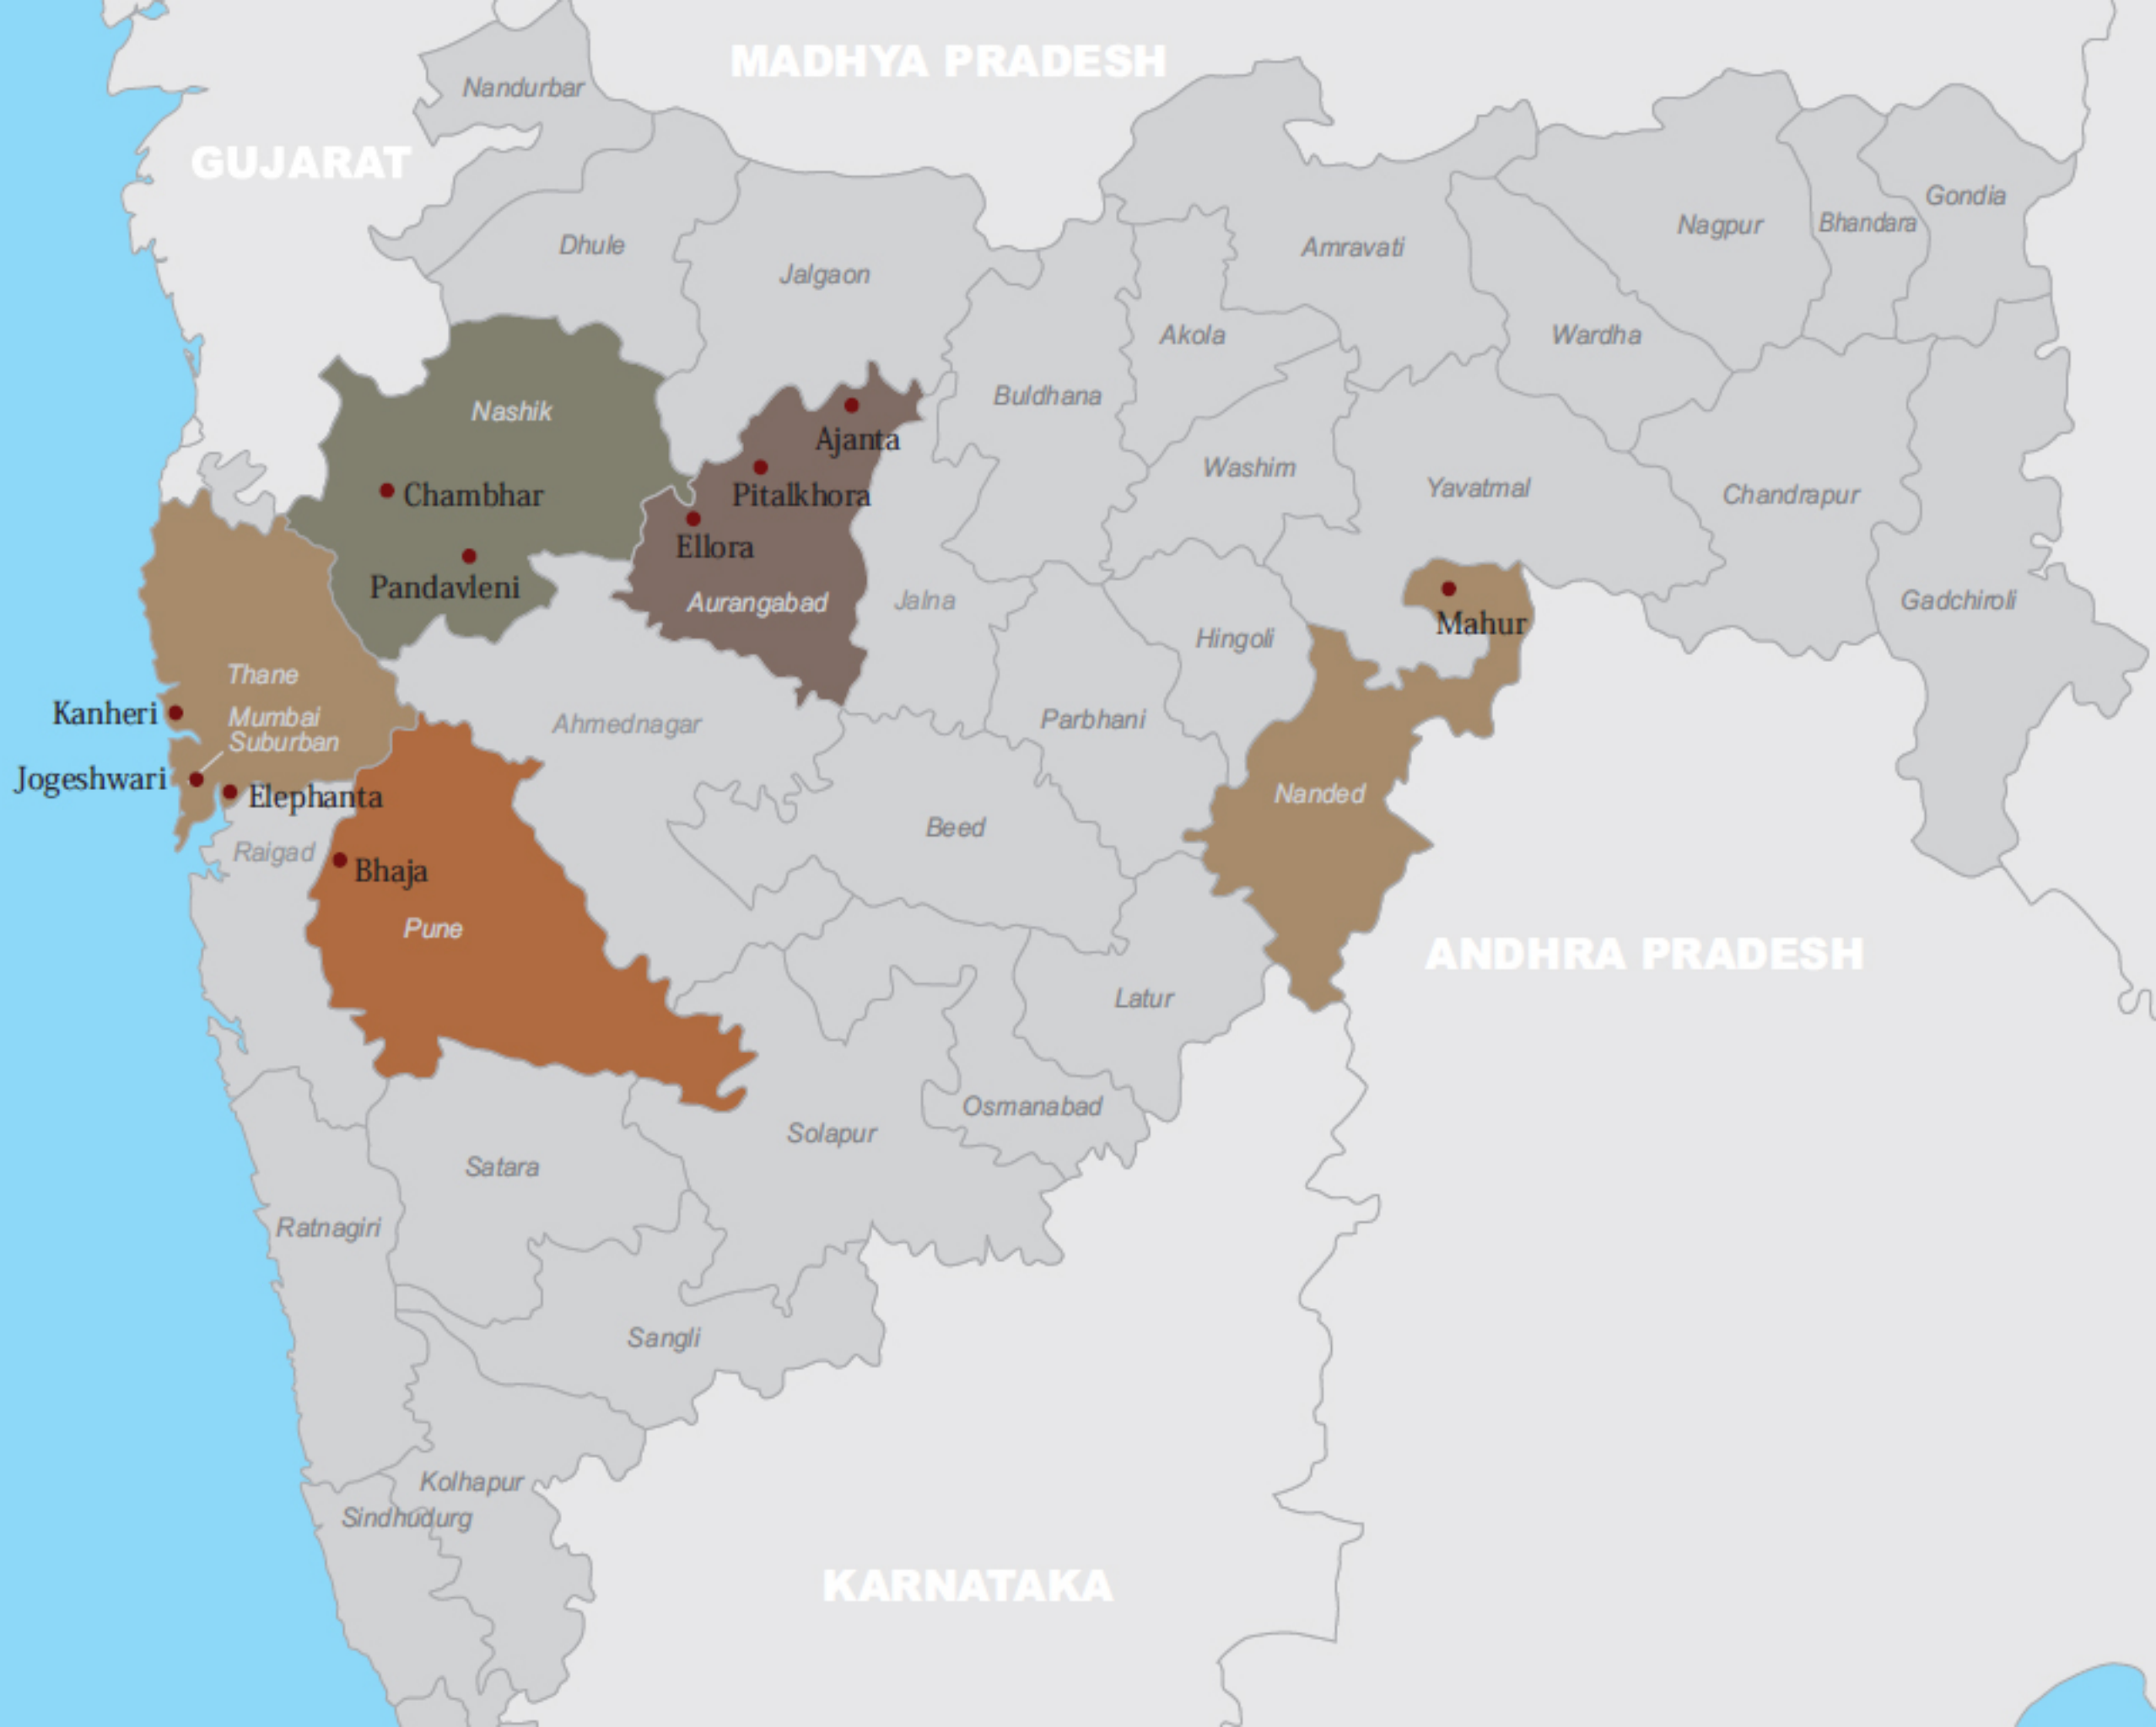 MADHYA PRADESH
Nandurbar
GUJARAT
Gondia
Nagpur
Bhandara
Dhule
Amravati
Jalgaon
Akola
Wardha
Buldhana
Nashik
Ajanta
Washim
Yavatmal
Chandrapur
Chambhar
Pitalkhora
Ellora
Pandavleni
Aurangabad
Jalna
Gadchiroli
Mahur
Hingoli
Thane
Kanheri
Mumbai
Suburban
Ahmednagar
Parbhani
Jogeshwari
Elephanta
Nanded
Beed
Raigad
Bhaja
Pune
ANDHRA PRADESH
Latur
Osmanabad
Solapur
Satara
Ratnagiri
Sangli
Kolhapur
Sindhudurg
KARNATAKA